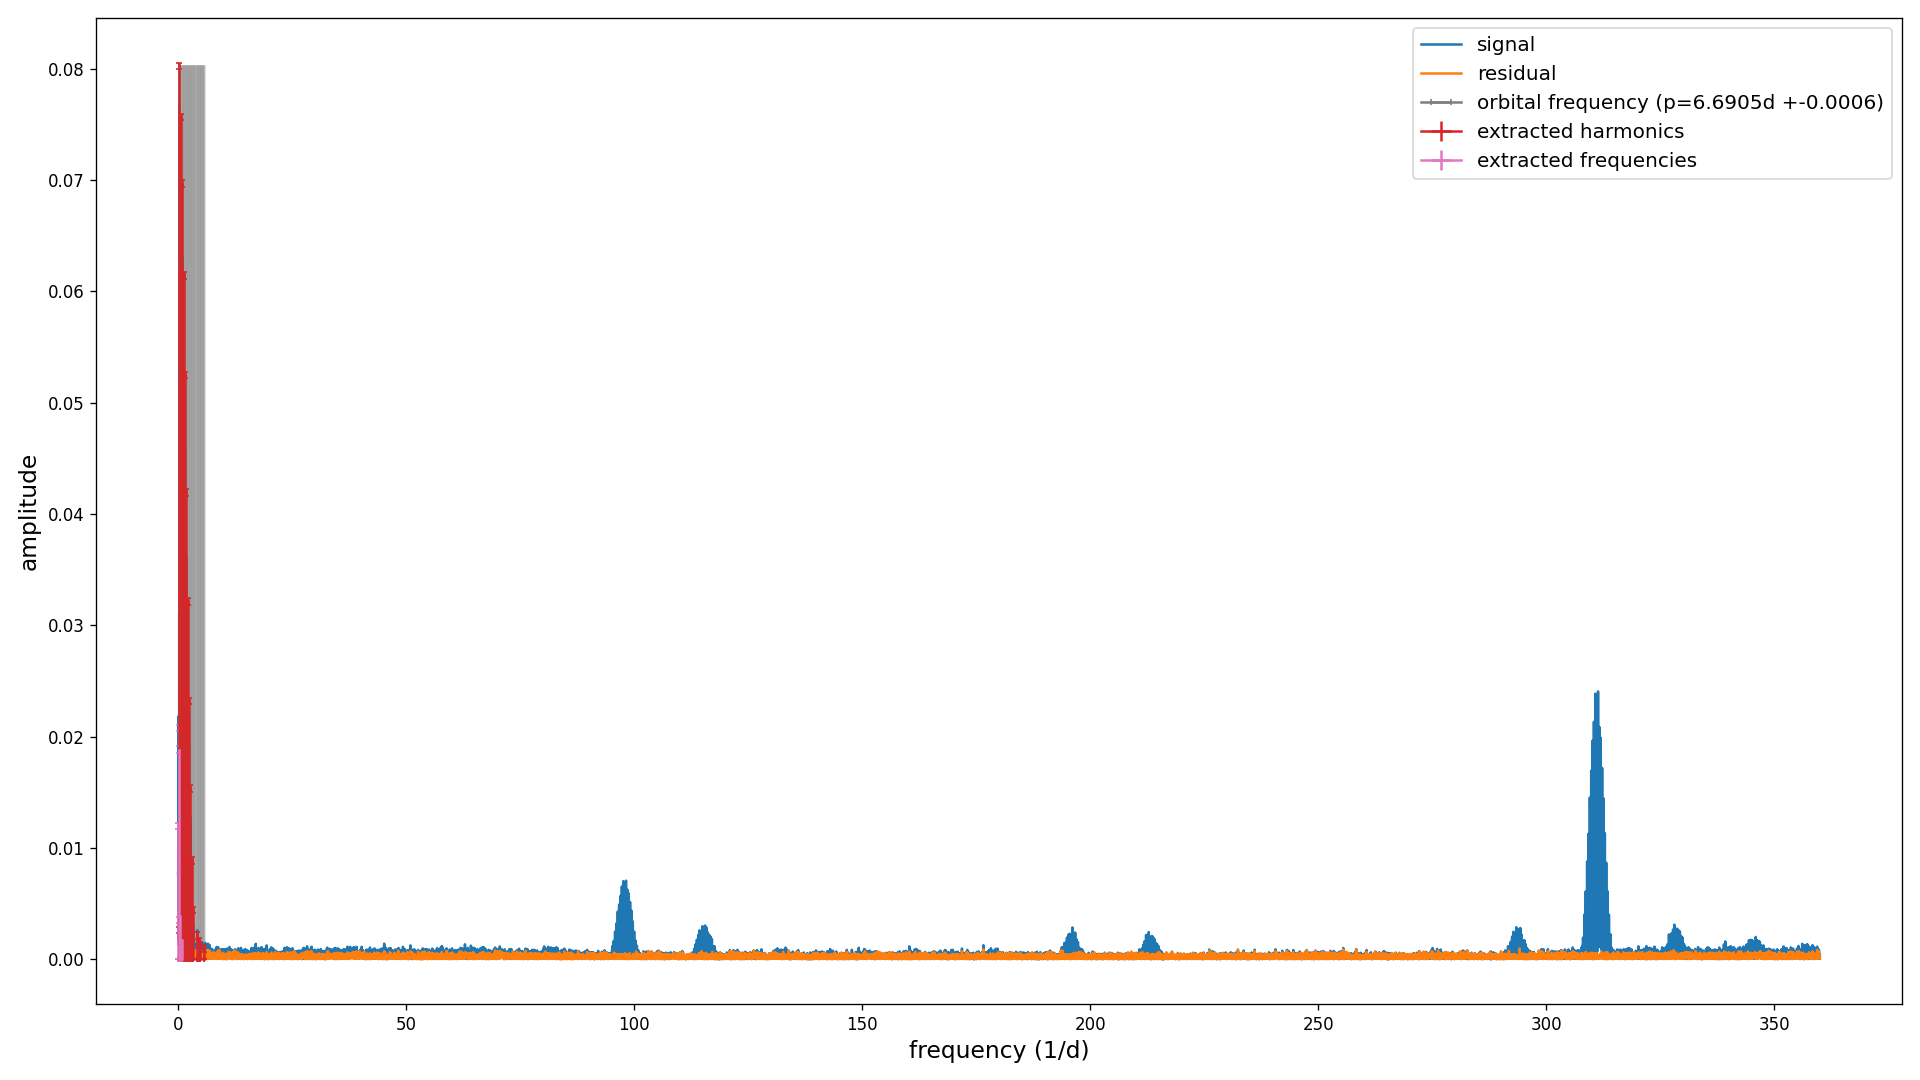 signal
residual
orbital frequency (p=6.6905d +-0.0006)
extracted harmonics
extracted frequencies
0.08
0.07
0.06
0.05
0.04
0.03
0.02
0.01
0.00
amplitude
0 50 100 150 200 250 300 350
frequency (1/d)